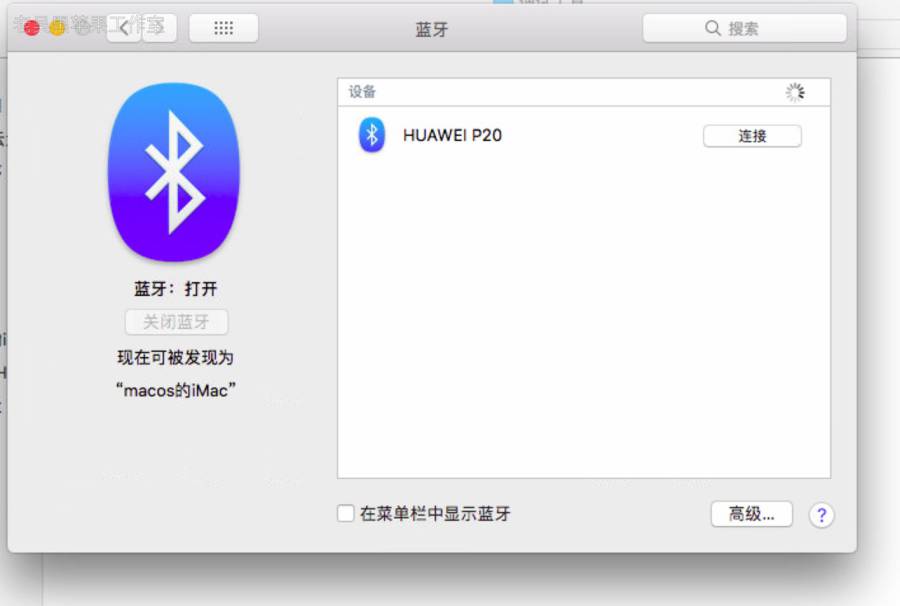 蓝牙
搜索
设备
HUAWEI P20
连接
蓝牙：打开
关闭蓝牙
现在可被发现为
“macos的iMac”
在菜单栏中显示蓝牙
高级...
?